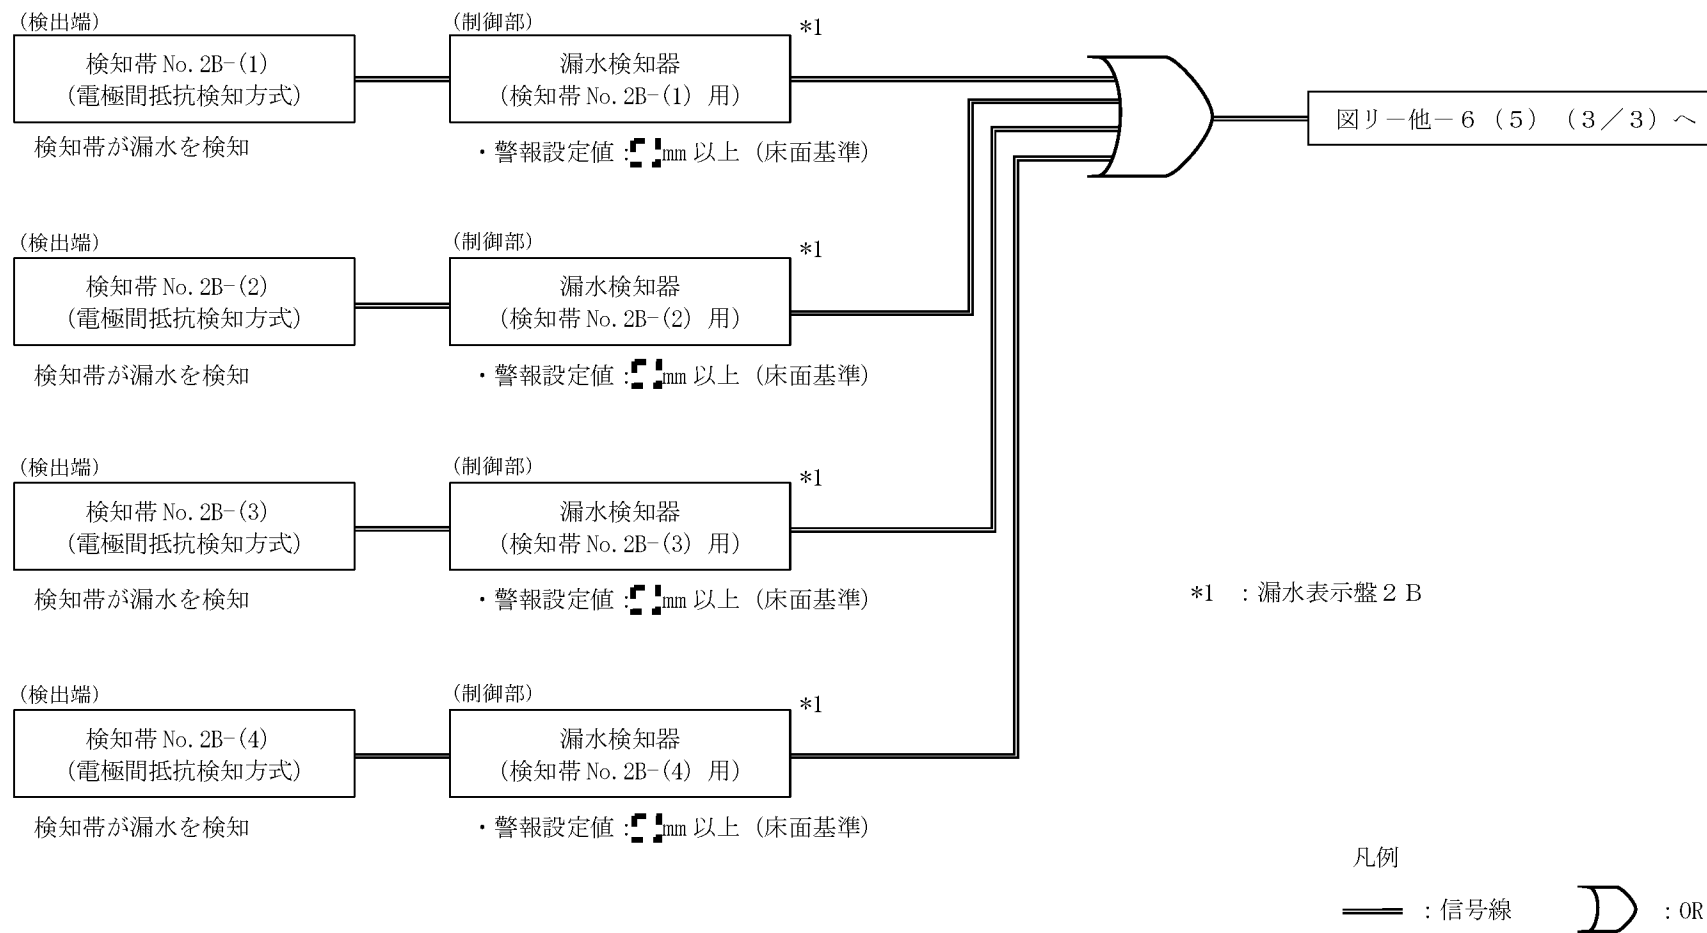 (検出端)
検知帯 No.2B-(1)
(電極間抵抗検知方式)
検知帯が漏水を検知
(制御部)
*1
漏水検知器
(検知帯 No.2B-(1) 用)
・警報設定値: mm 以上 (床面基準)
図リ－他－6 (5) (3／3) へ
(検出端)
検知帯 No.2B-(2)
(電極間抵抗検知方式)
検知帯が漏水を検知
(制御部)
*1
漏水検知器
(検知帯 No.2B-(2) 用)
・警報設定値: mm 以上 (床面基準)
(検出端)
検知帯 No.2B-(3)
(電極間抵抗検知方式)
検知帯が漏水を検知
(制御部)
*1
漏水検知器
(検知帯 No.2B-(3) 用)
・警報設定値: mm 以上 (床面基準)
*1 ：漏水表示盤２Ｂ
(検出端)
検知帯 No.2B-(4)
(電極間抵抗検知方式)
検知帯が漏水を検知
(制御部)
*1
漏水検知器
(検知帯 No.2B-(4) 用)
・警報設定値: mm 以上 (床面基準)
凡例
：信号線
：OR